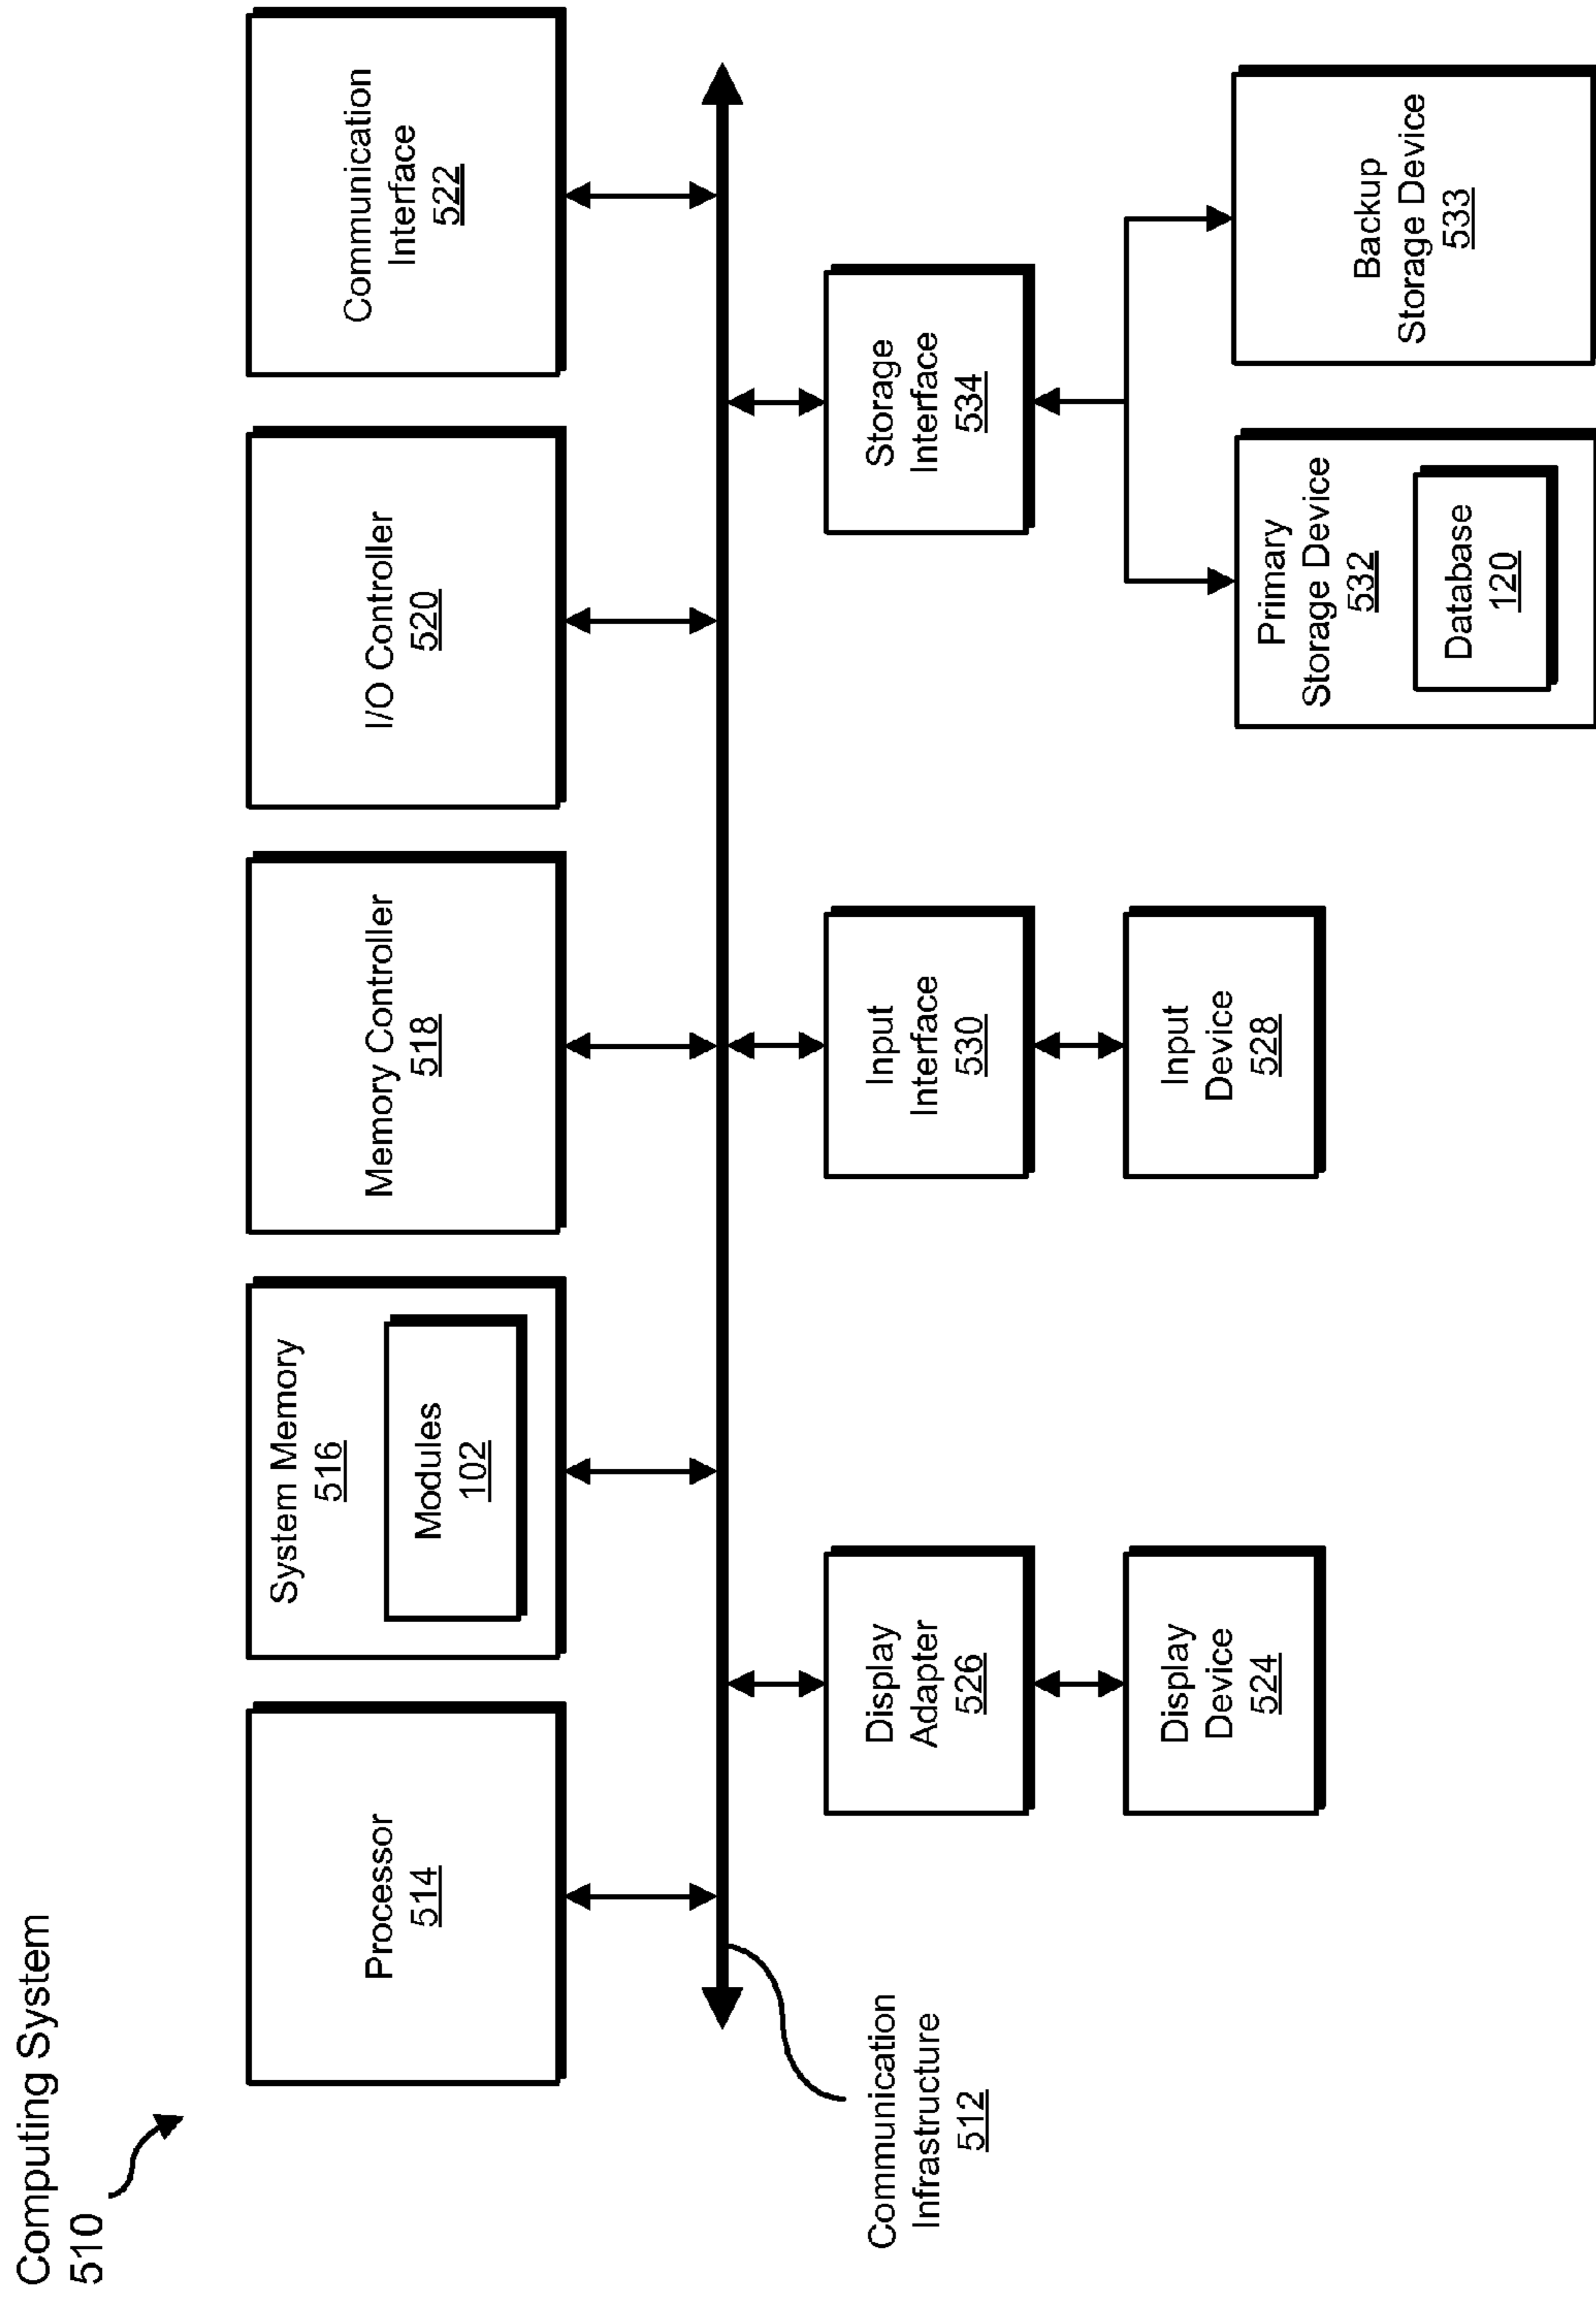 Computing System
510
Processor
514
System Memory
516
Modules
102
Memory Controller
518
I/O Controller
520
Communication
Interface
522
Communication
Infrastructure
512
Display
Adapter
526
Input
Interface
530
Storage
Interface
534
Display
Device
524
Input
Device
528
Primary
Storage Device
532
Database
120
Backup
Storage Device
533